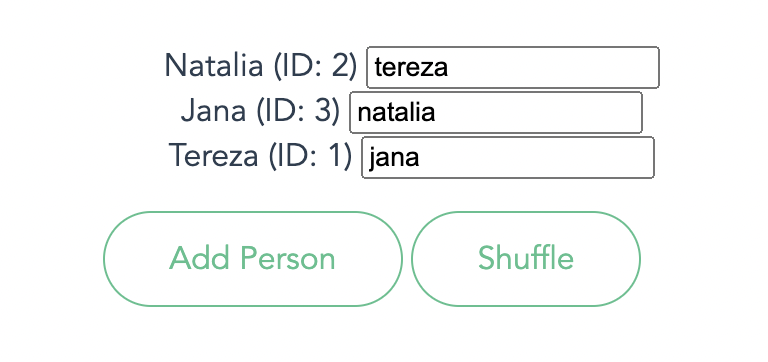 Natalia (ID: 2) tereza
Jana (ID: 3) natalia
Tereza (ID: 1) jana
Add Person Shuffle